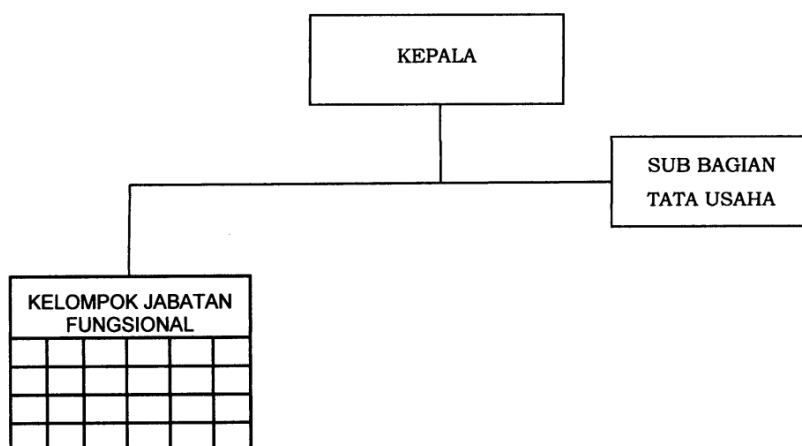 KEPALA
SUB BAGIAN
TATA USAHA
KELOMPOK JABATAN
FUNGSIONAL